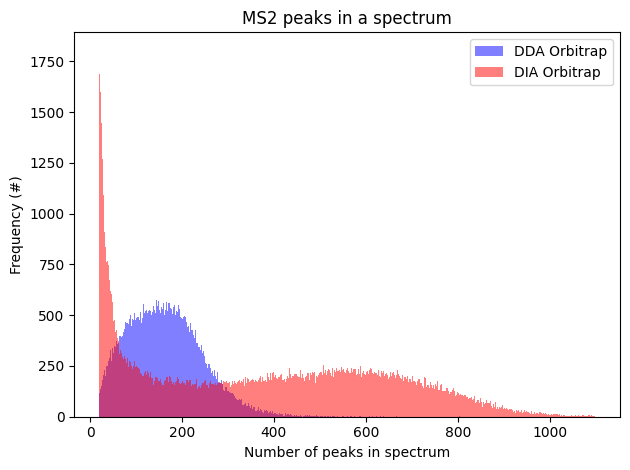 MS2 peaks in a spectrum
DDA Orbitrap
DIA Orbitrap
Frequency (#)
1750
1500
1250
1000
750
500
250
0
0 200 400 600 800 1000
Number of peaks in spectrum